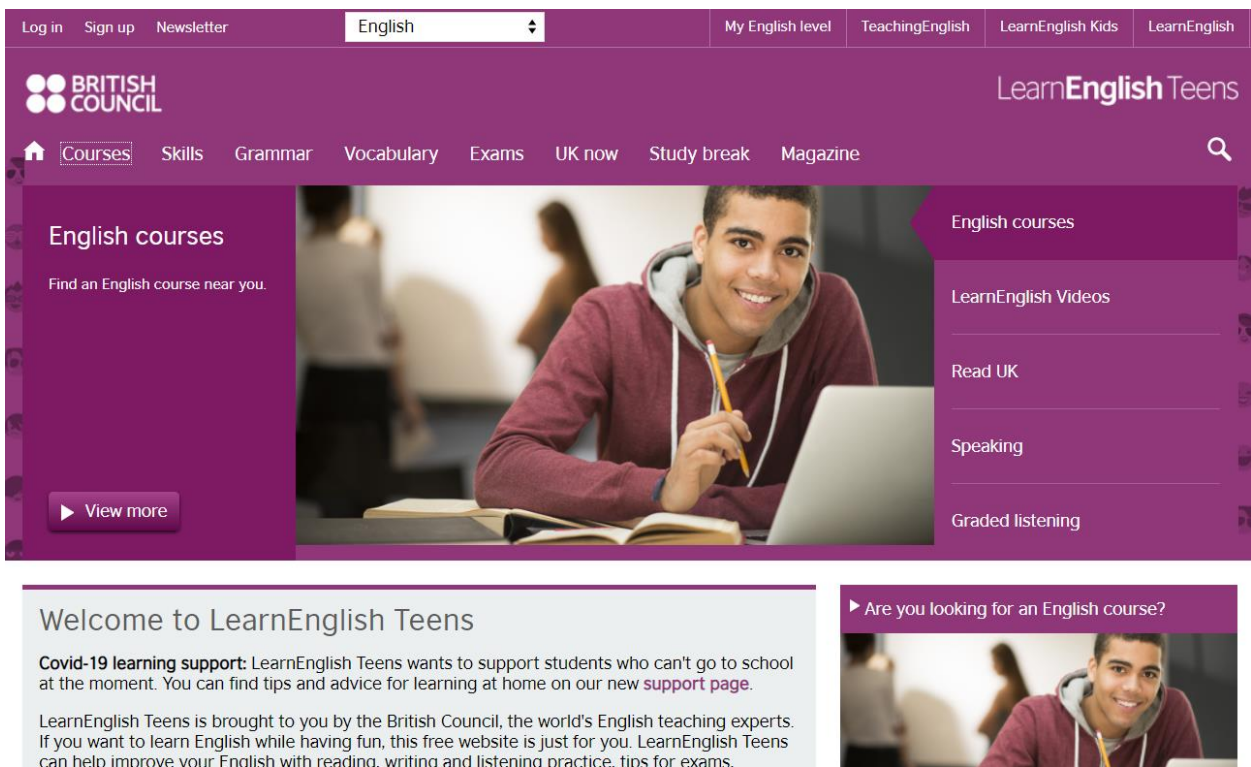 Log in Sign up Newsletter English My English level TeachingEnglish LearnEnglish Kids LearnEnglish
BRITISH
COUNCIL
LearnEnglish Teens
Courses Skills Grammar Vocabulary Exams UK now Study break Magazine
English courses
Find an English course near you.
View more
English courses
LearnEnglish Videos
Read UK
Speaking
Graded listening
Welcome to LearnEnglish Teens
Covid-19 learning support: LearnEnglish Teens wants to support students who can't go to school
at the moment. You can find tips and advice for learning at home on our new support page.
LearnEnglish Teens is brought to you by the British Council, the world's English teaching experts.
If you want to learn English while having fun, this free website is just for you. LearnEnglish Teens
can help improve your English with reading, writing and listening practice, tips for exams,
Are you looking for an English course?